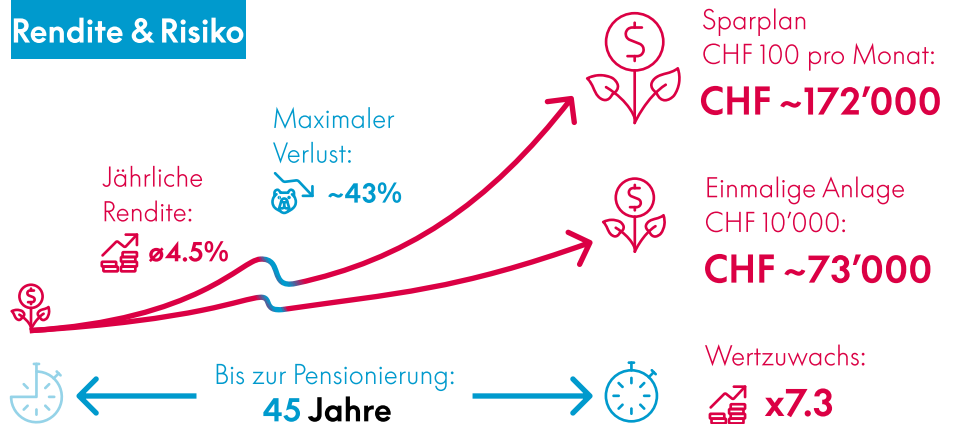 Rendite & Risiko
Sparplan
CHF 100 pro Monat:
CHF ~172’000
Maximaler
Verlust:
~43%
Jährliche
Rendite:
ø4.5%
Einmalige Anlage
CHF 10’000:
CHF ~73’000
$
$
$
Bis zur Pensionierung:
45 Jahre
Wertzuwachs:
x7.3